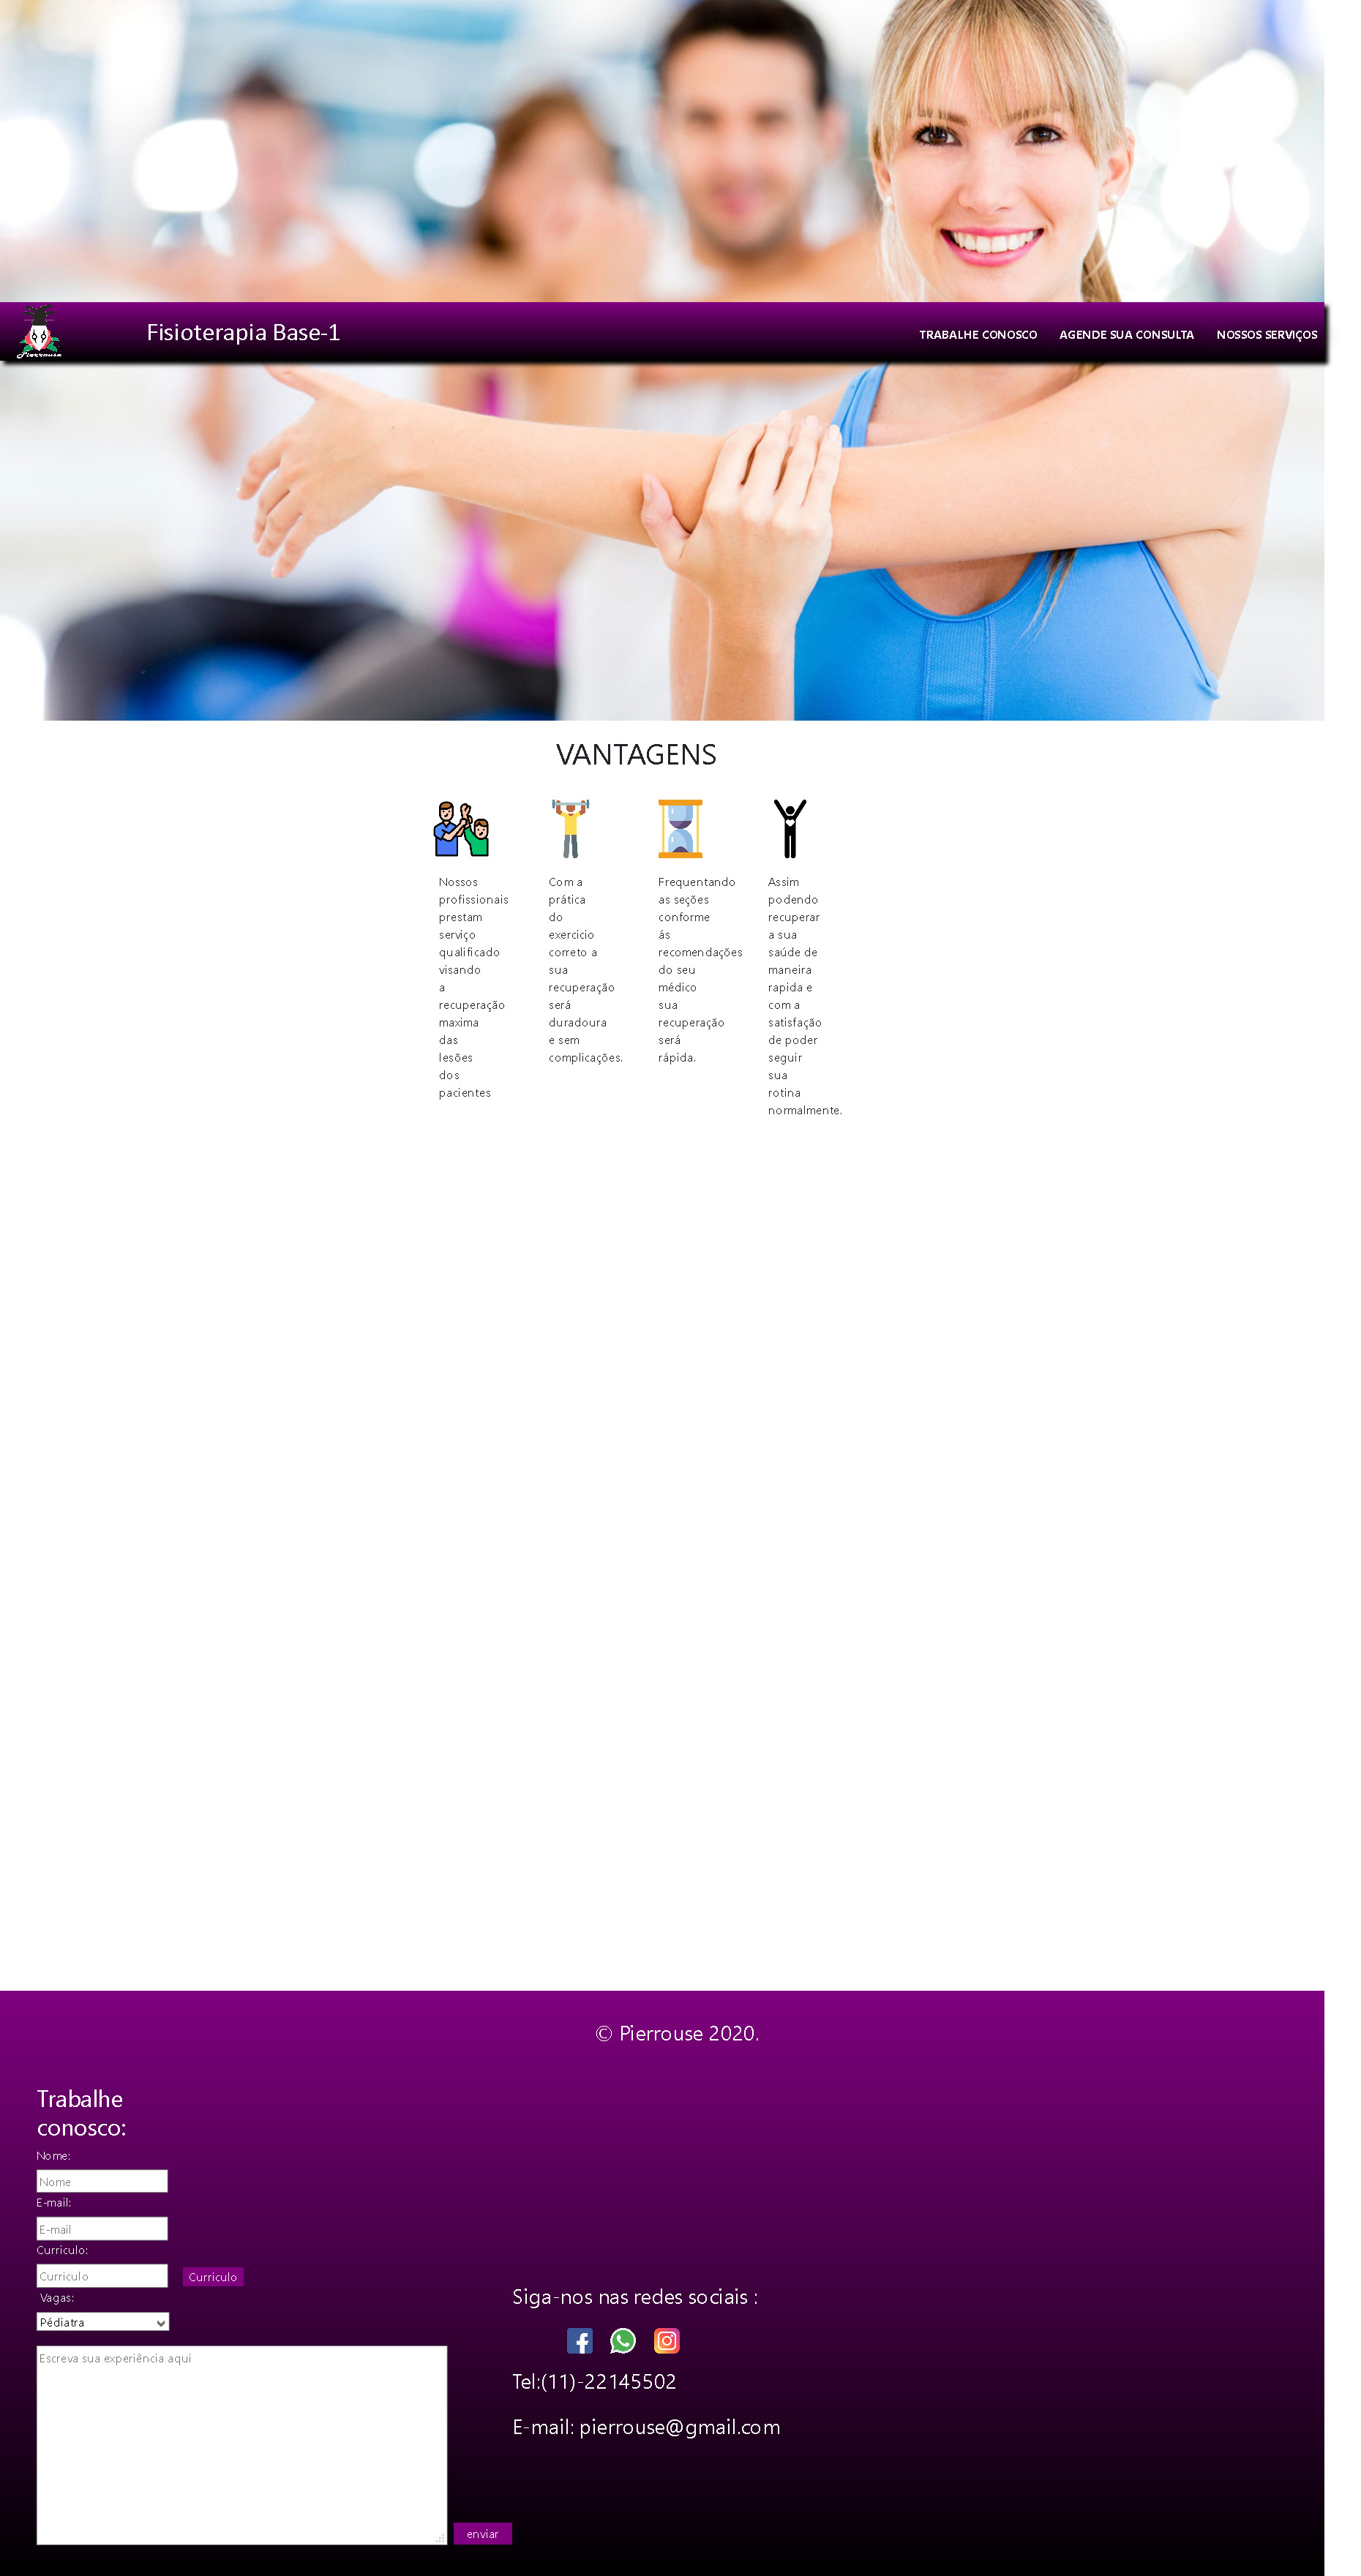 Pierrouse
Fisioterapia Base-1
TRABALHE CONOSCO
AGENDE SUA CONSULTA
NOSSOS SERVIÇOS
VANTAGENS
Nossos
profissionais
prestam
serviço
qualificado
visando
a
recuperação
maxima
das
lesões
dos
pacientes
Com a
prática
do
exercicio
correto a
sua
recuperação
será
duradoura
e sem
complicações.
Frequentando
as seções
conforme
ás
recomendações
do seu
médico
sua
recuperação
será
rápida.
Assim
podendo
recuperar
a sua
saúde de
maneira
rapida e
com a
satisfação
de poder
seguir
sua
rotina
normalmente.
© Pierrouse 2020.
Trabalhe
conosco:
Nome:
Nome
E-mail:
E-mail
Curriculo:
Curriculo
Curriculo
Vagas:
Pédiatra
Escreva sua experiência aqui
enviar
Siga-nos nas redes sociais :
Tel:(11)-22145502
E-mail: pierrouse@gmail.com